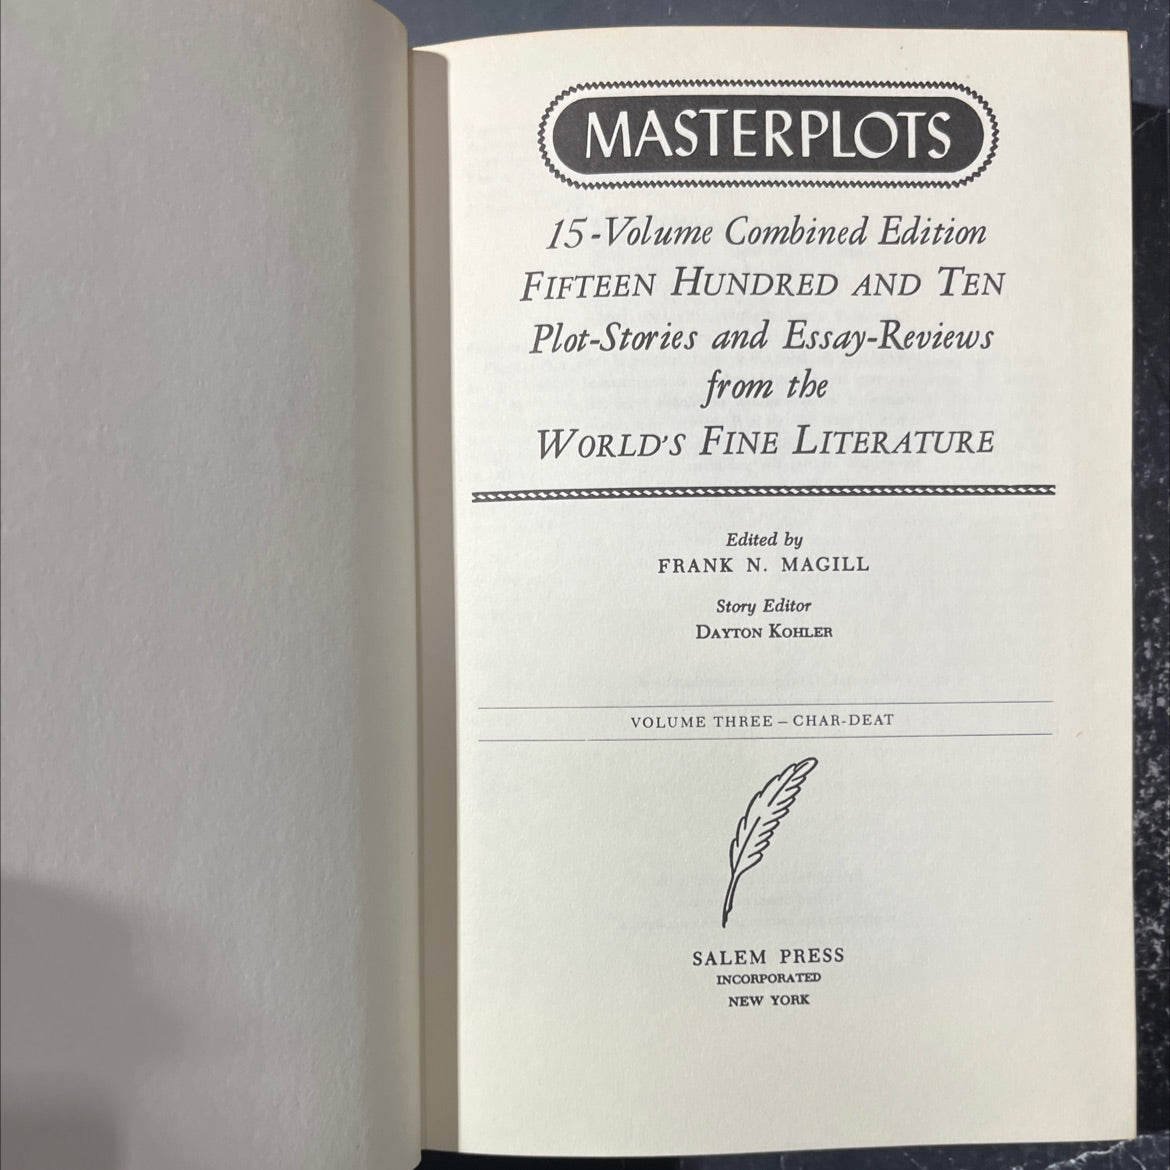 MASTERPLOTS
15-Volume Combined Edition
FIFTEEN HUNDRED AND TEN
Plot-Stories and Essay-Reviews
from the
WORLD'S FINE LITERATURE
Edited by
FRANK N. MAGILL
Story Editor
DAYTON KOHLER
VOLUME THREE – CHAR-DEAT
SALEM PRESS
INCORPORATED
NEW YORK